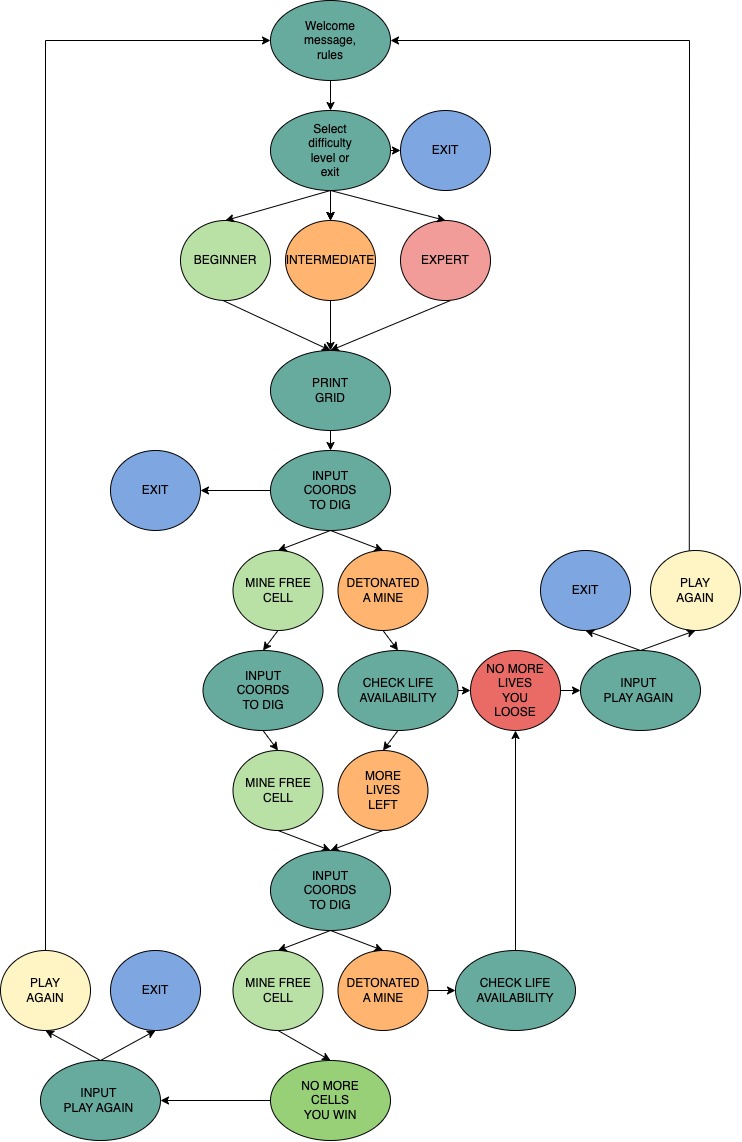 Welcome
message,
rules
Select
difficulty
level or
exit
EXIT
BEGINNER
INTERMEDIATE
EXPERT
PRINT
GRID
INPUT
COORDS
TO DIG
EXIT
MINE FREE
CELL
DETONATED
A MINE
EXIT
PLAY
AGAIN
INPUT
COORDS
TO DIG
CHECK LIFE
AVAILABILITY
NO MORE
LIVES
YOU
LOOSE
INPUT
PLAY AGAIN
MINE FREE
CELL
MORE
LIVES
LEFT
INPUT
COORDS
TO DIG
PLAY
AGAIN
EXIT
MINE FREE
CELL
DETONATED
A MINE
CHECK LIFE
AVAILABILITY
INPUT
PLAY AGAIN
NO MORE
CELLS
YOU WIN